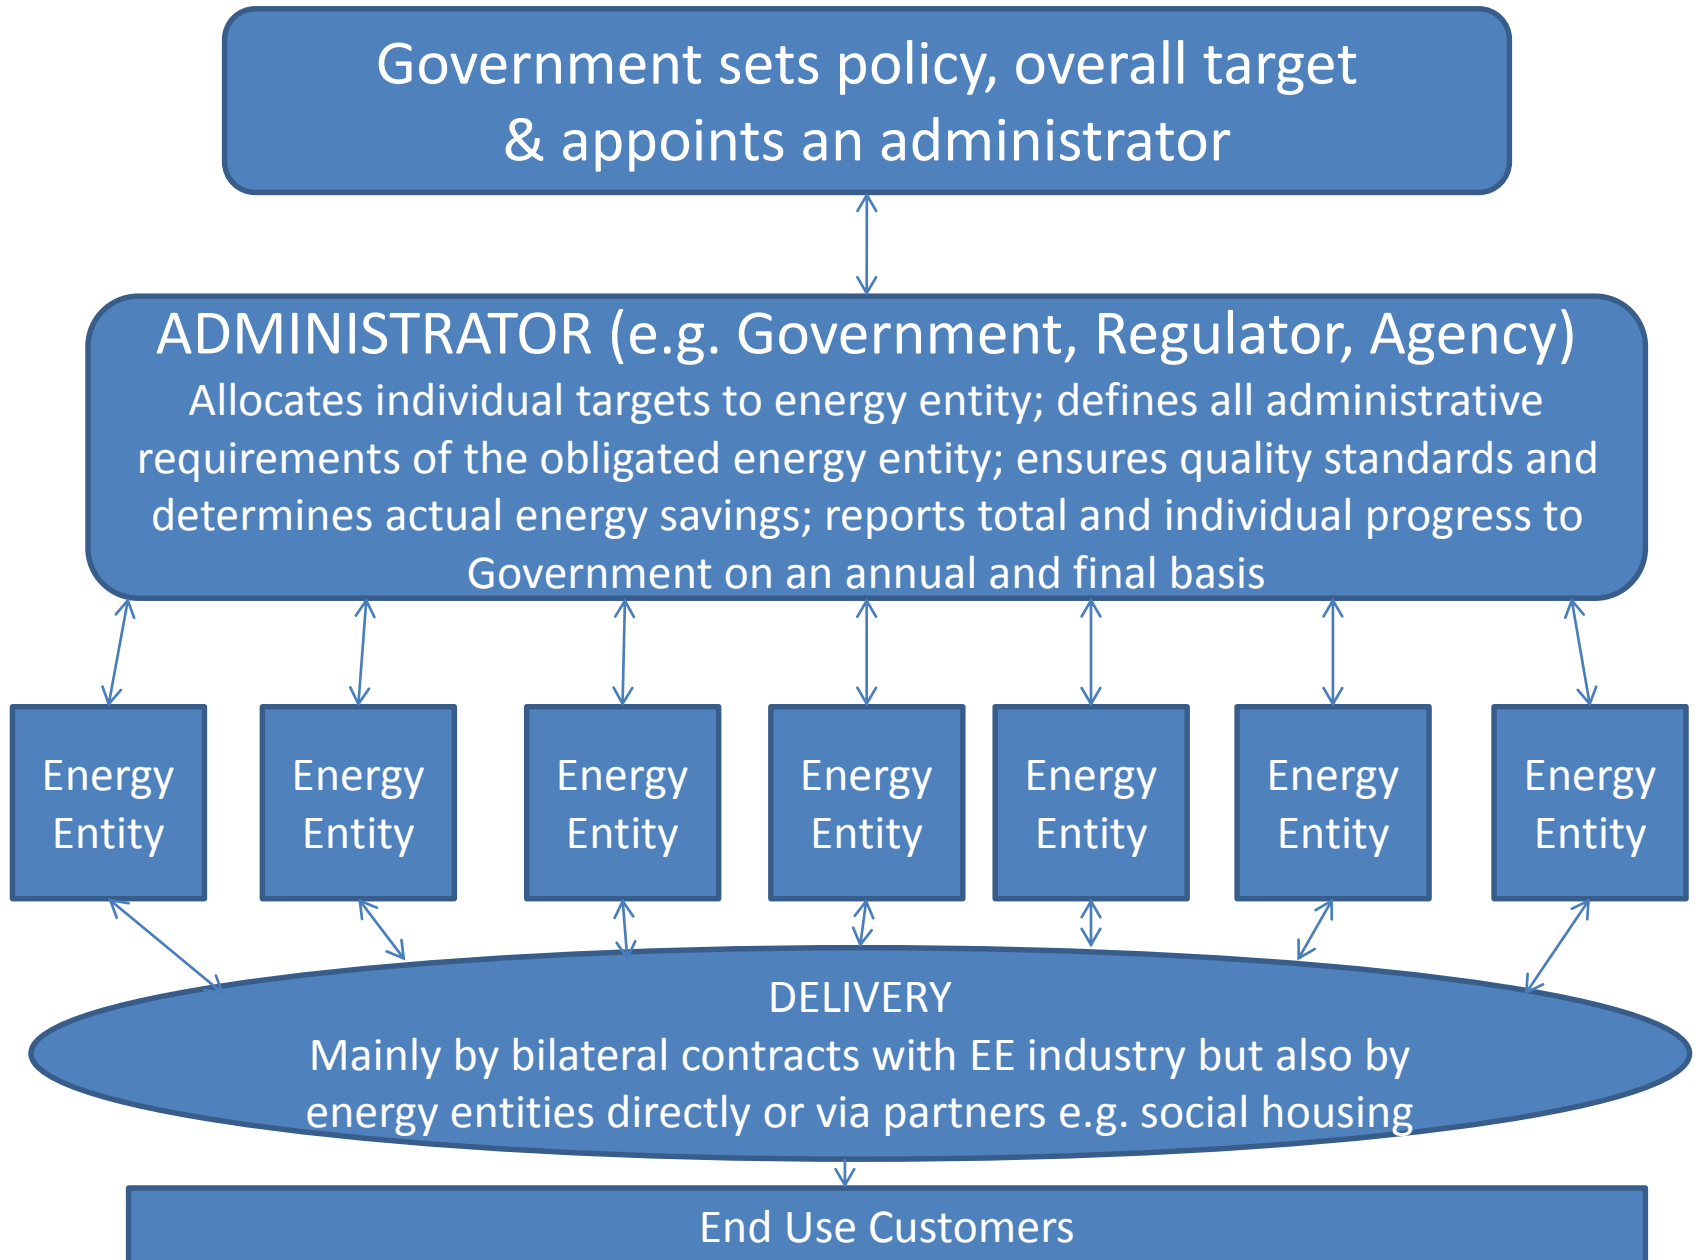 Government sets policy, overall target
& appoints an administrator
ADMINISTRATOR (e.g. Government, Regulator, Agency)
Allocates individual targets to energy entity; defines all administrative
requirements of the obligated energy entity; ensures quality standards and
determines actual energy savings; reports total and individual progress to
Government on an annual and final basis
Energy
Entity
Energy
Entity
Energy
Entity
Energy
Entity
Energy
Entity
Energy
Entity
Energy
Entity
DELIVERY
Mainly by bilateral contracts with EE industry but also by
energy entities directly or via partners e.g. social housing
End Use Customers